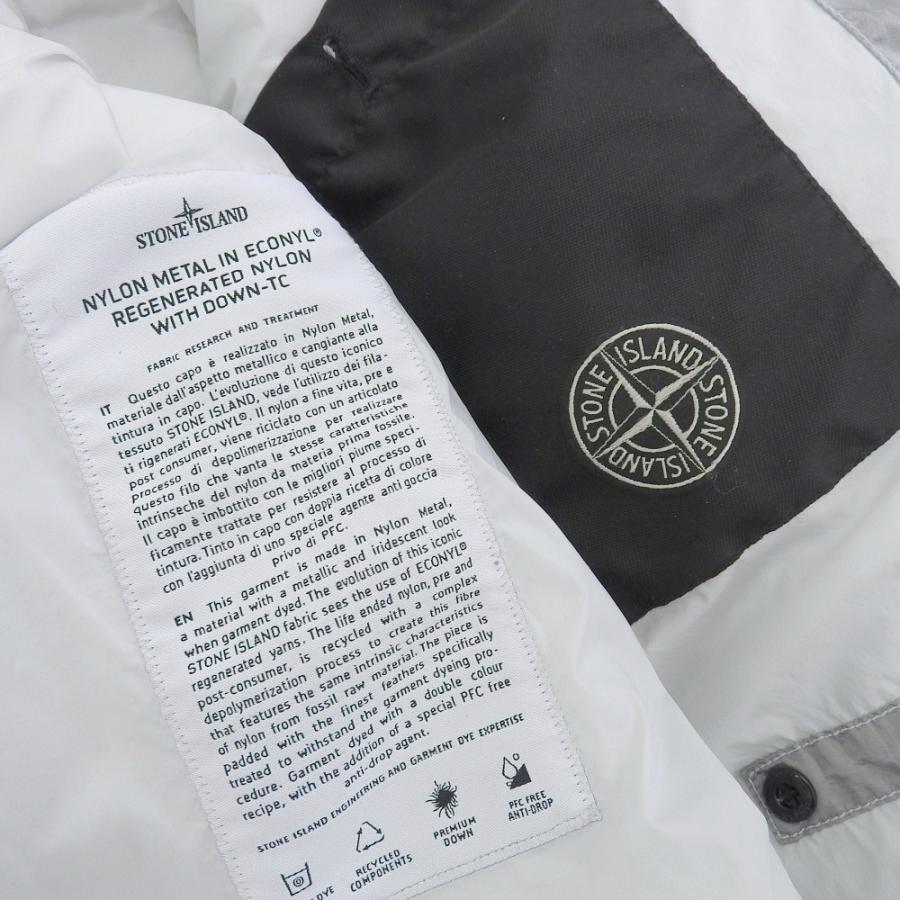 STONE ISLAND
NYLON METAL IN ECONYL®
REGENERATED NYLON
WITH DOWN-TC
FABRIC RESEARCH AND TREATMENT
IT Questo capo è realizzato in Nylon Metal,
materiale dall'aspetto metallico e cangiante alla
tintura in capo. L'evoluzione di questo iconico
tessuto STONE ISLAND, vede l'utilizzo dei fila-
ti rigenerati ECONYL®. Il nylon a fine vita, pre e
post consumer, viene riciclato con un articolato
processo di depolimerizzazione per realizzare
questo filo che vanta le stesse caratteristiche
intrinseche del nylon da materia prima fossile.
Il capo è imbottito con le migliori piume speci-
ficamente trattate per resistere al processo di
tintura. Tinto in capo con doppia ricetta di colore
con l'aggiunta di uno speciale agente anti goccia
privo di PFC.
EN This garment is made in Nylon Metal,
a material with a metallic and iridescent look
when garment dyed. The evolution of this iconic
STONE ISLAND fabric sees the use of ECONYL®
regenerated yarns. The life ended nylon, pre and
post-consumer, is recycled with a complex
depolymerization process to create this fibre
that features the same intrinsic characteristics
of nylon from fossil raw material. The piece is
padded with the finest feathers specifically
treated to withstand the garment dyeing pro-
cedure. Garment dyed with a double colour
recipe, with the addition of a special PFC free
anti-drop agent.
STONE ISLAND ENGINEERING AND GARMENT DYE EXPERTISE
DYE
RECYCLED
COMPONENTS
PREMIUM
DOWN
PFC FREE
ANTI-DROP
STONE ISLAND
STONE ISLAND